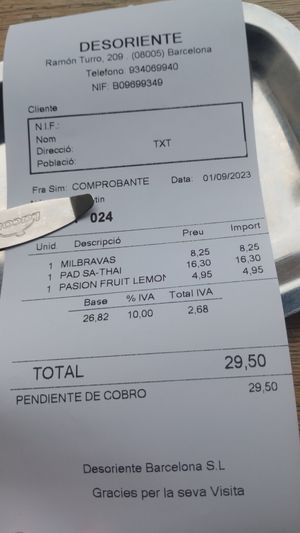 DESORIENTE
Ramón Turro, 209 . (08005) Barcelona
Telefono 934069940
NIF: B09699349
Cliente
N.I.F.:
Nom TXT
Direcció:
Població:
Fra Sim: COMPROBANTE Data: 01/09/2023
tin
024
Unid Descripció Preu Import
1 MILBRAVAS 8,25 8,25
1 PAD SA-THAI 16,30 16,30
1 PASION FRUIT LEMON 4,95 4,95
Base % IVA Total IVA
26,82 10,00 2,68
TOTAL 29,50
PENDIENTE DE COBRO 29,50
Desoriente Barcelona S.L
Gracies per la seva Visita